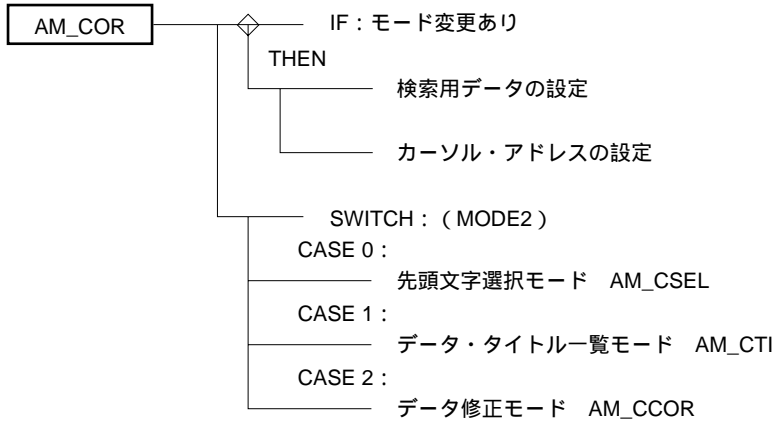 AM_COR
IF：モード変更あり
THEN
検索用データの設定
カーソル・アドレスの設定
SWITCH：（MODE2）
CASE 0：
先頭文字選択モード　AM_CSEL
CASE 1：
データ・タイトル一覧モード　AM_CTI
CASE 2：
データ修正モード　AM_CCOR